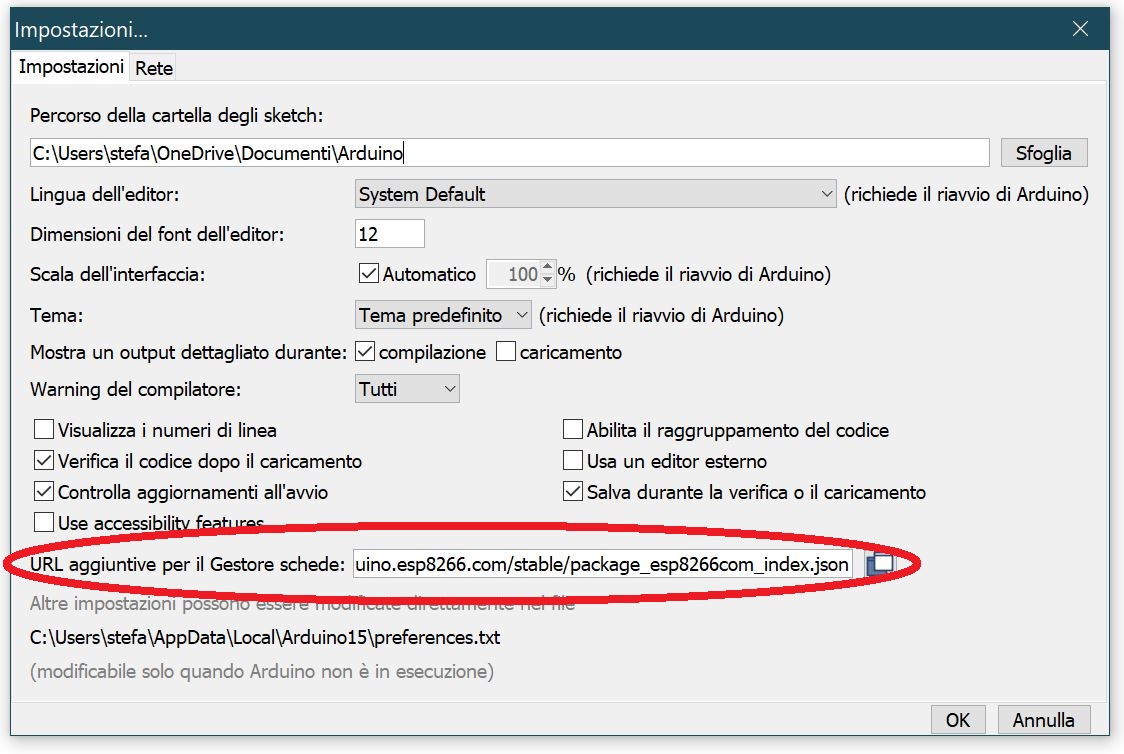 Impostazioni...
Impostazioni Rete
Percorso della cartella degli sketch:
C:\Users\stefa\OneDrive\Documenti\Arduino Sfoglia
Lingua dell'editor: System Default (richiede il riavvio di Arduino)
Dimensioni del font dell'editor: 12
Scala dell'interfaccia: Automatico 100 % (richiede il riavvio di Arduino)
Tema: Tema predefinito (richiede il riavvio di Arduino)
Mostra un output dettagliato durante: compilazione caricamento
Warning del compilatore: Tutti
Visualizza i numeri di linea Abilita il raggruppamento del codice
Verifica il codice dopo il caricamento Usa un editor esterno
Controlla aggiornamenti all'avvio Salva durante la verifica o il caricamento
Use accessibility features
URL aggiuntive per il Gestore schede: uino.esp8266.com/stable/package_esp8266com_index.json
Altre impostazioni possono essere modificate direttamente nel file
C:\Users\stefa\AppData\Local\Arduino15\preferences.txt
(modificabile solo quando Arduino non è in esecuzione)
OK Annulla